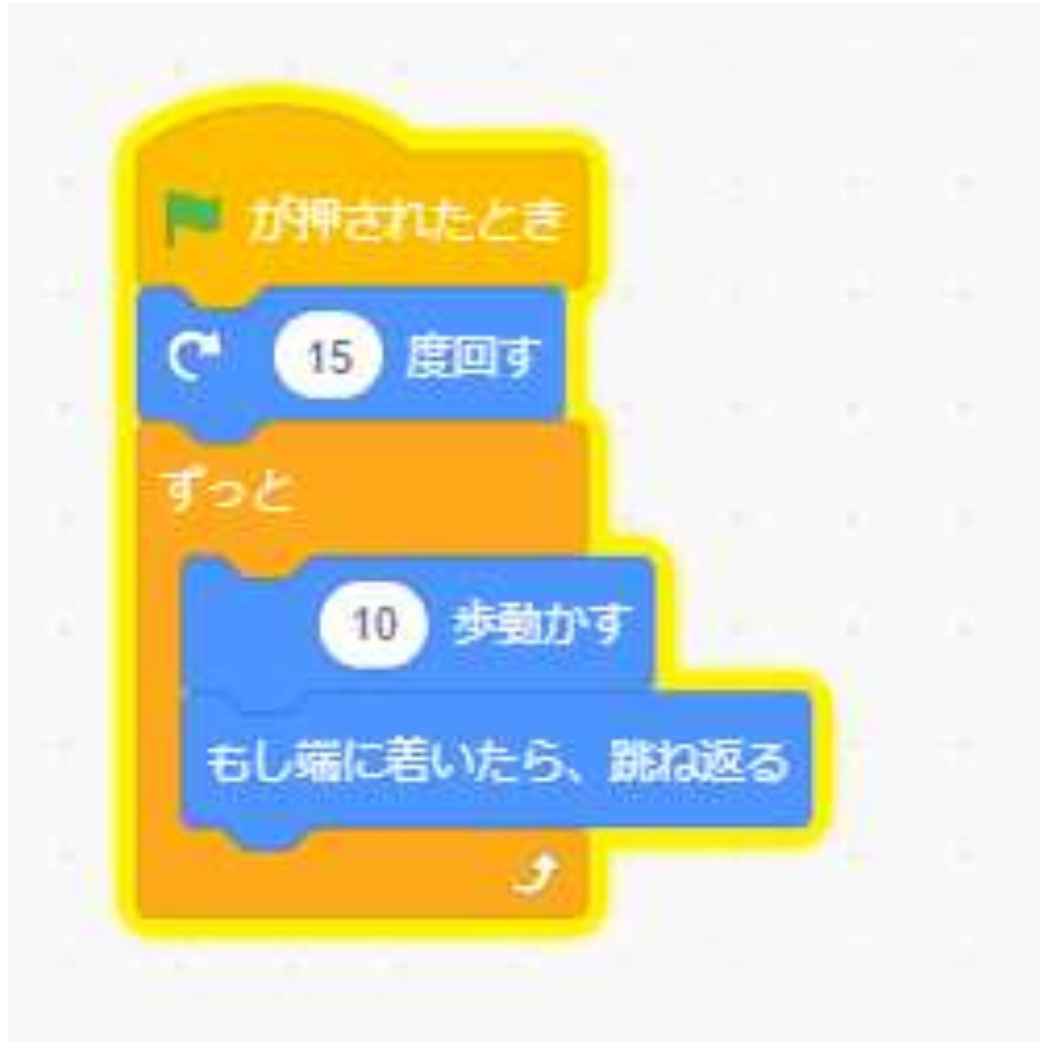 が押されたとき
15 度回す
ずっと
10 歩動かす
もし端に着いたら、跳ね返る